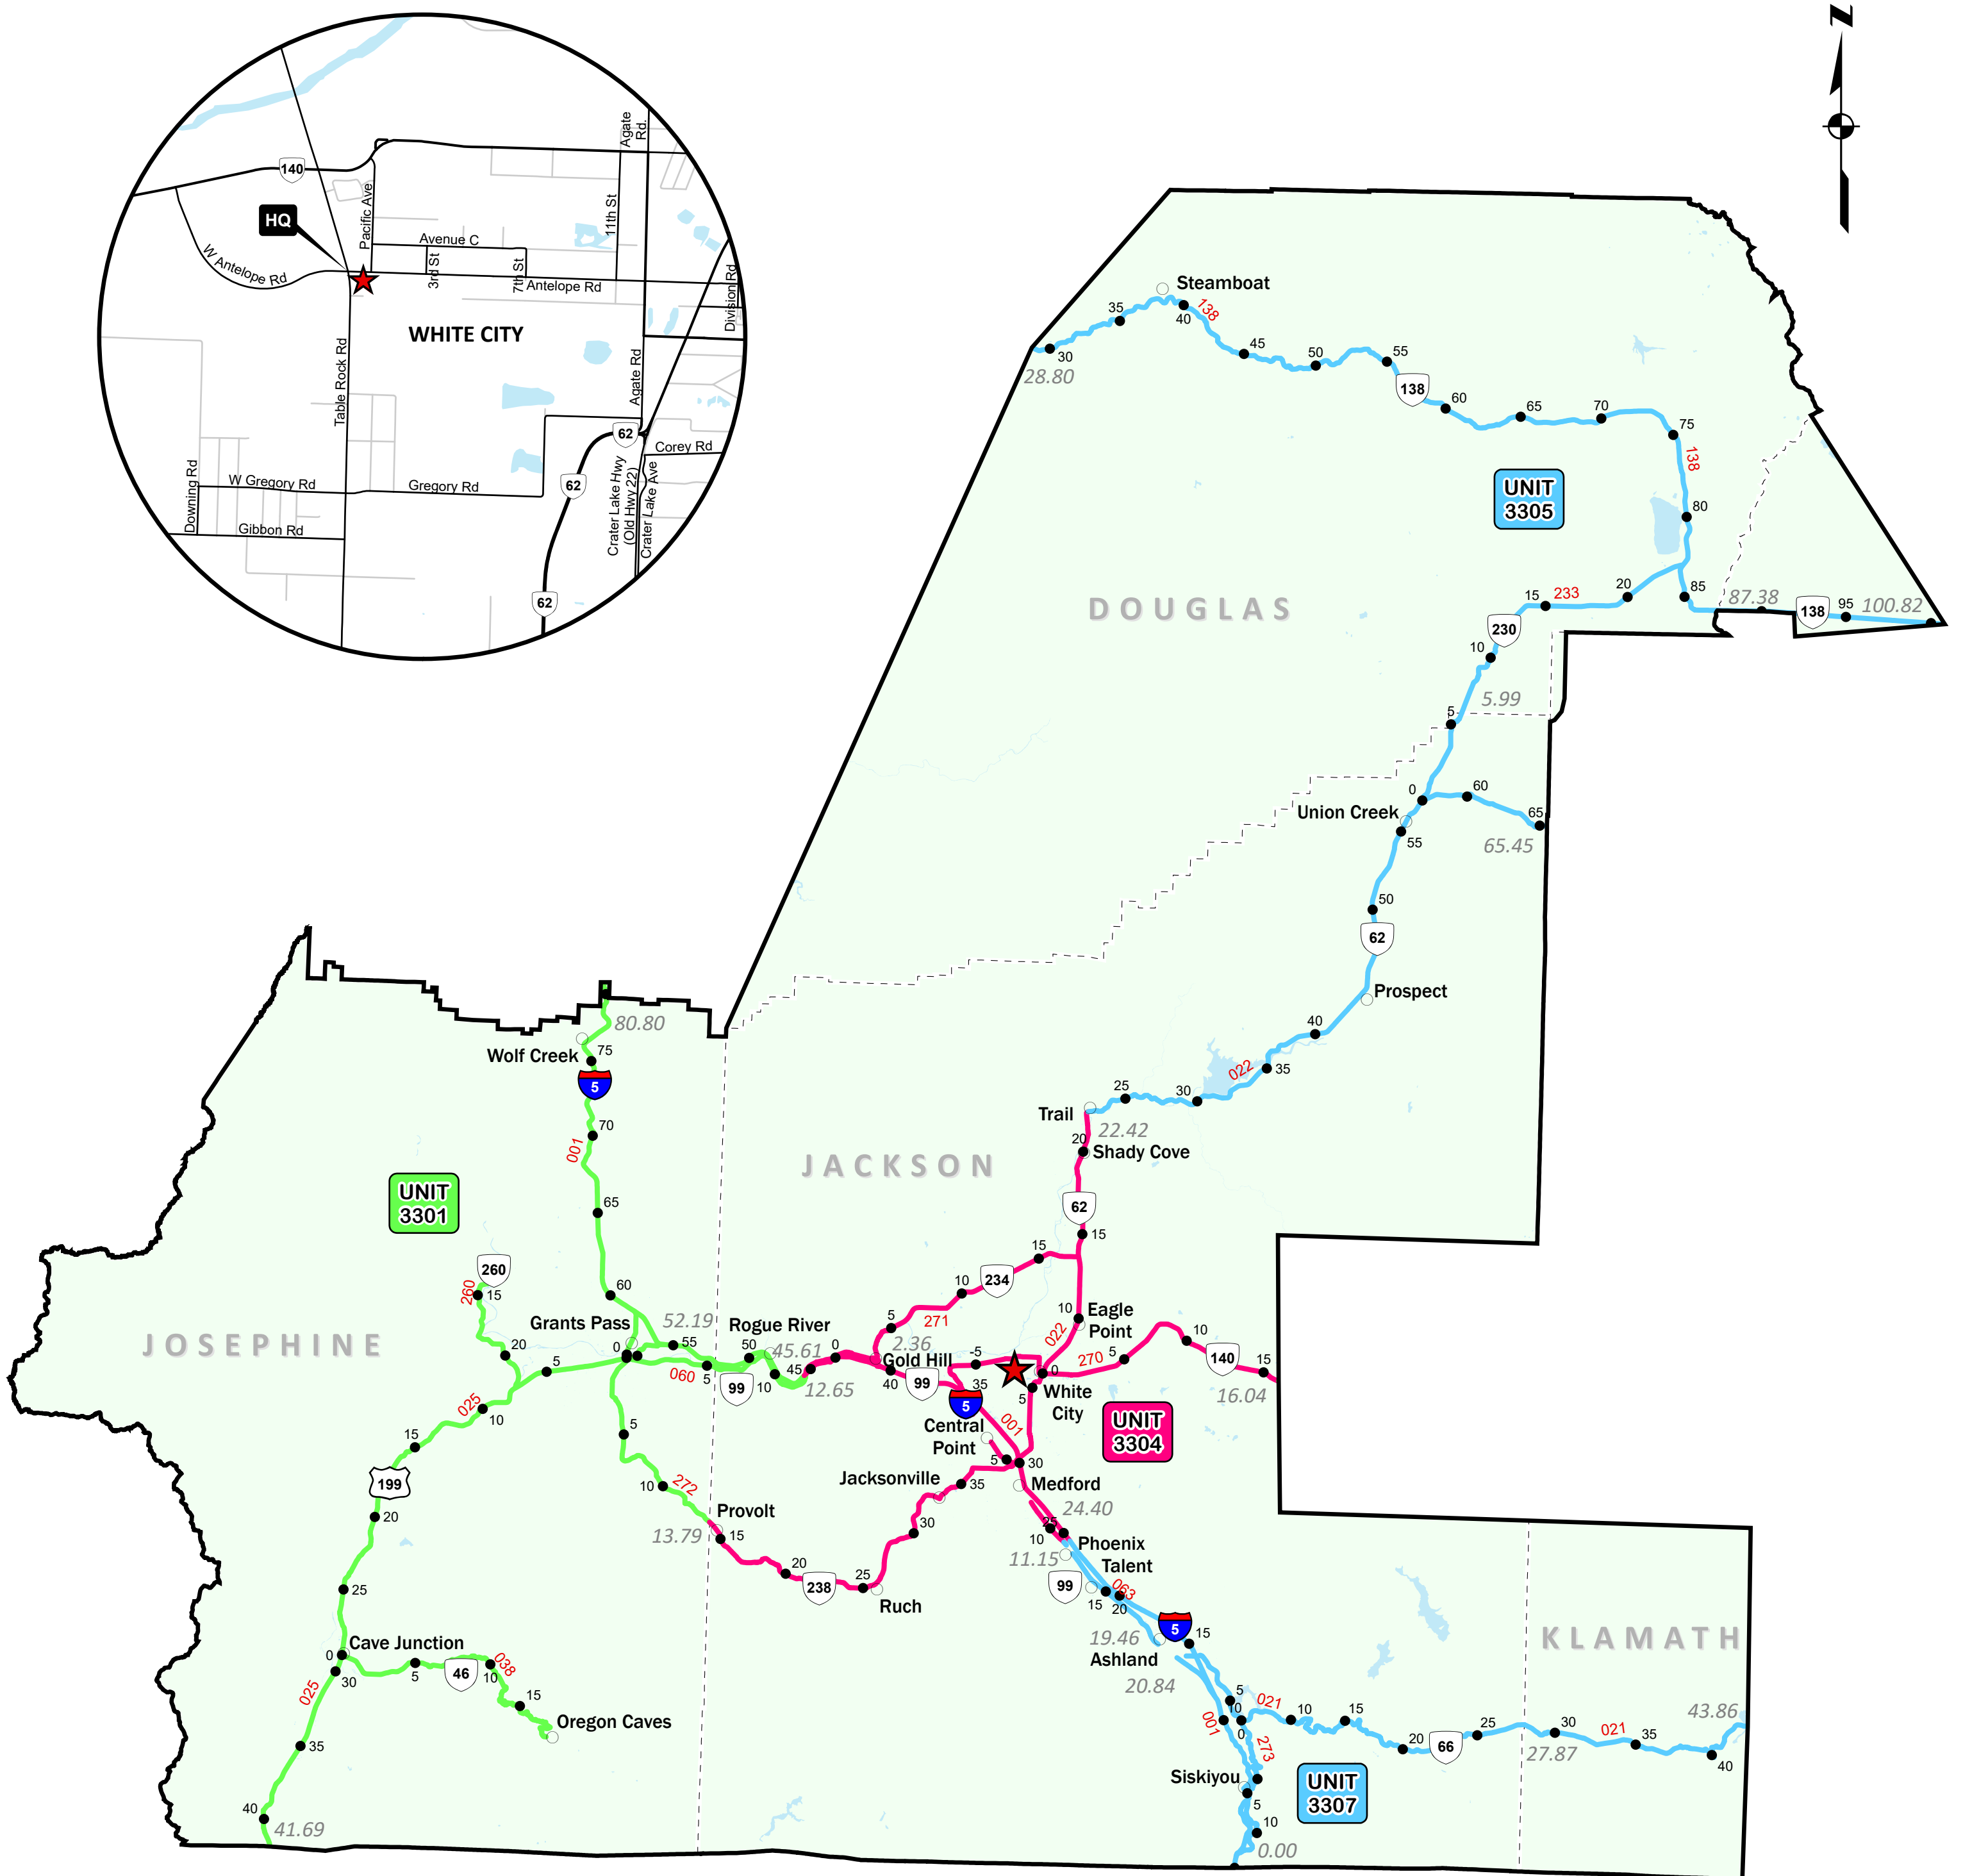 N
Agate
Rd.
140
Pacific Ave
11th St
HQ
Avenue C
W Antelope Rd
3rd St
7th St
Antelope Rd
Division Rd
WHITE CITY
Table Rock Rd
Agate Rd
62
Corey Rd
Downing Rd
W Gregory Rd
Gregory Rd
62
Crater Lake Hwy
(Old Hwy 22)
Crater Lake Ave
Gibbon Rd
62
Steamboat
35
40
138
30
28.80
45
50
55
138
60
65
70
75
138
UNIT
3305
80
DOUGLAS
15
233
20
85
87.38
138
95
100.82
230
10
5.99
5
0
60
Union Creek
65
55
65.45
50
62
Prospect
40
022
35
25
30
Trail
22.42
20
Shady Cove
80.80
Wolf Creek
75
5
70
001
JACKSON
UNIT
3301
65
62
15
15
260
260
15
60
10
234
5
271
10
Eagle
Point
022
JOSEPHINE
Grants Pass
52.19
Rogue River
20
0
55
50
45.61
0
2.36
Gold Hill
-5
270
5
10
140
15
16.04
5
060
5
99
10
45
12.65
40
99
35
5
0
5
White
City
025
10
15
5
001
Central
Point
UNIT
3304
199
10
272
Jacksonville
35
5
30
Medford
24.40
20
Provolt
13.79
15
30
25
10
Phoenix
11.15
Talent
20
238
25
Ruch
99
063
15
20
25
5
15
19.46
Ashland
20.84
KLAMATH
Cave Junction
0
30
5
46
10
038
15
Oregon Caves
025
5
10
0
021
10
15
001
273
20
66
25
30
27.87
021
35
43.86
40
35
Siskiyou
UNIT
3307
5
10
0.00
40
41.69